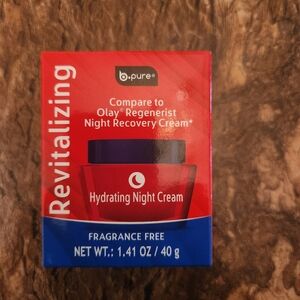 b.pure®
Revitalizing
Compare to
Olay® Regenerist
Night Recovery Cream*
Hydrating Night Cream
FRAGRANCE FREE
NET WT.: 1.41 OZ / 40 g